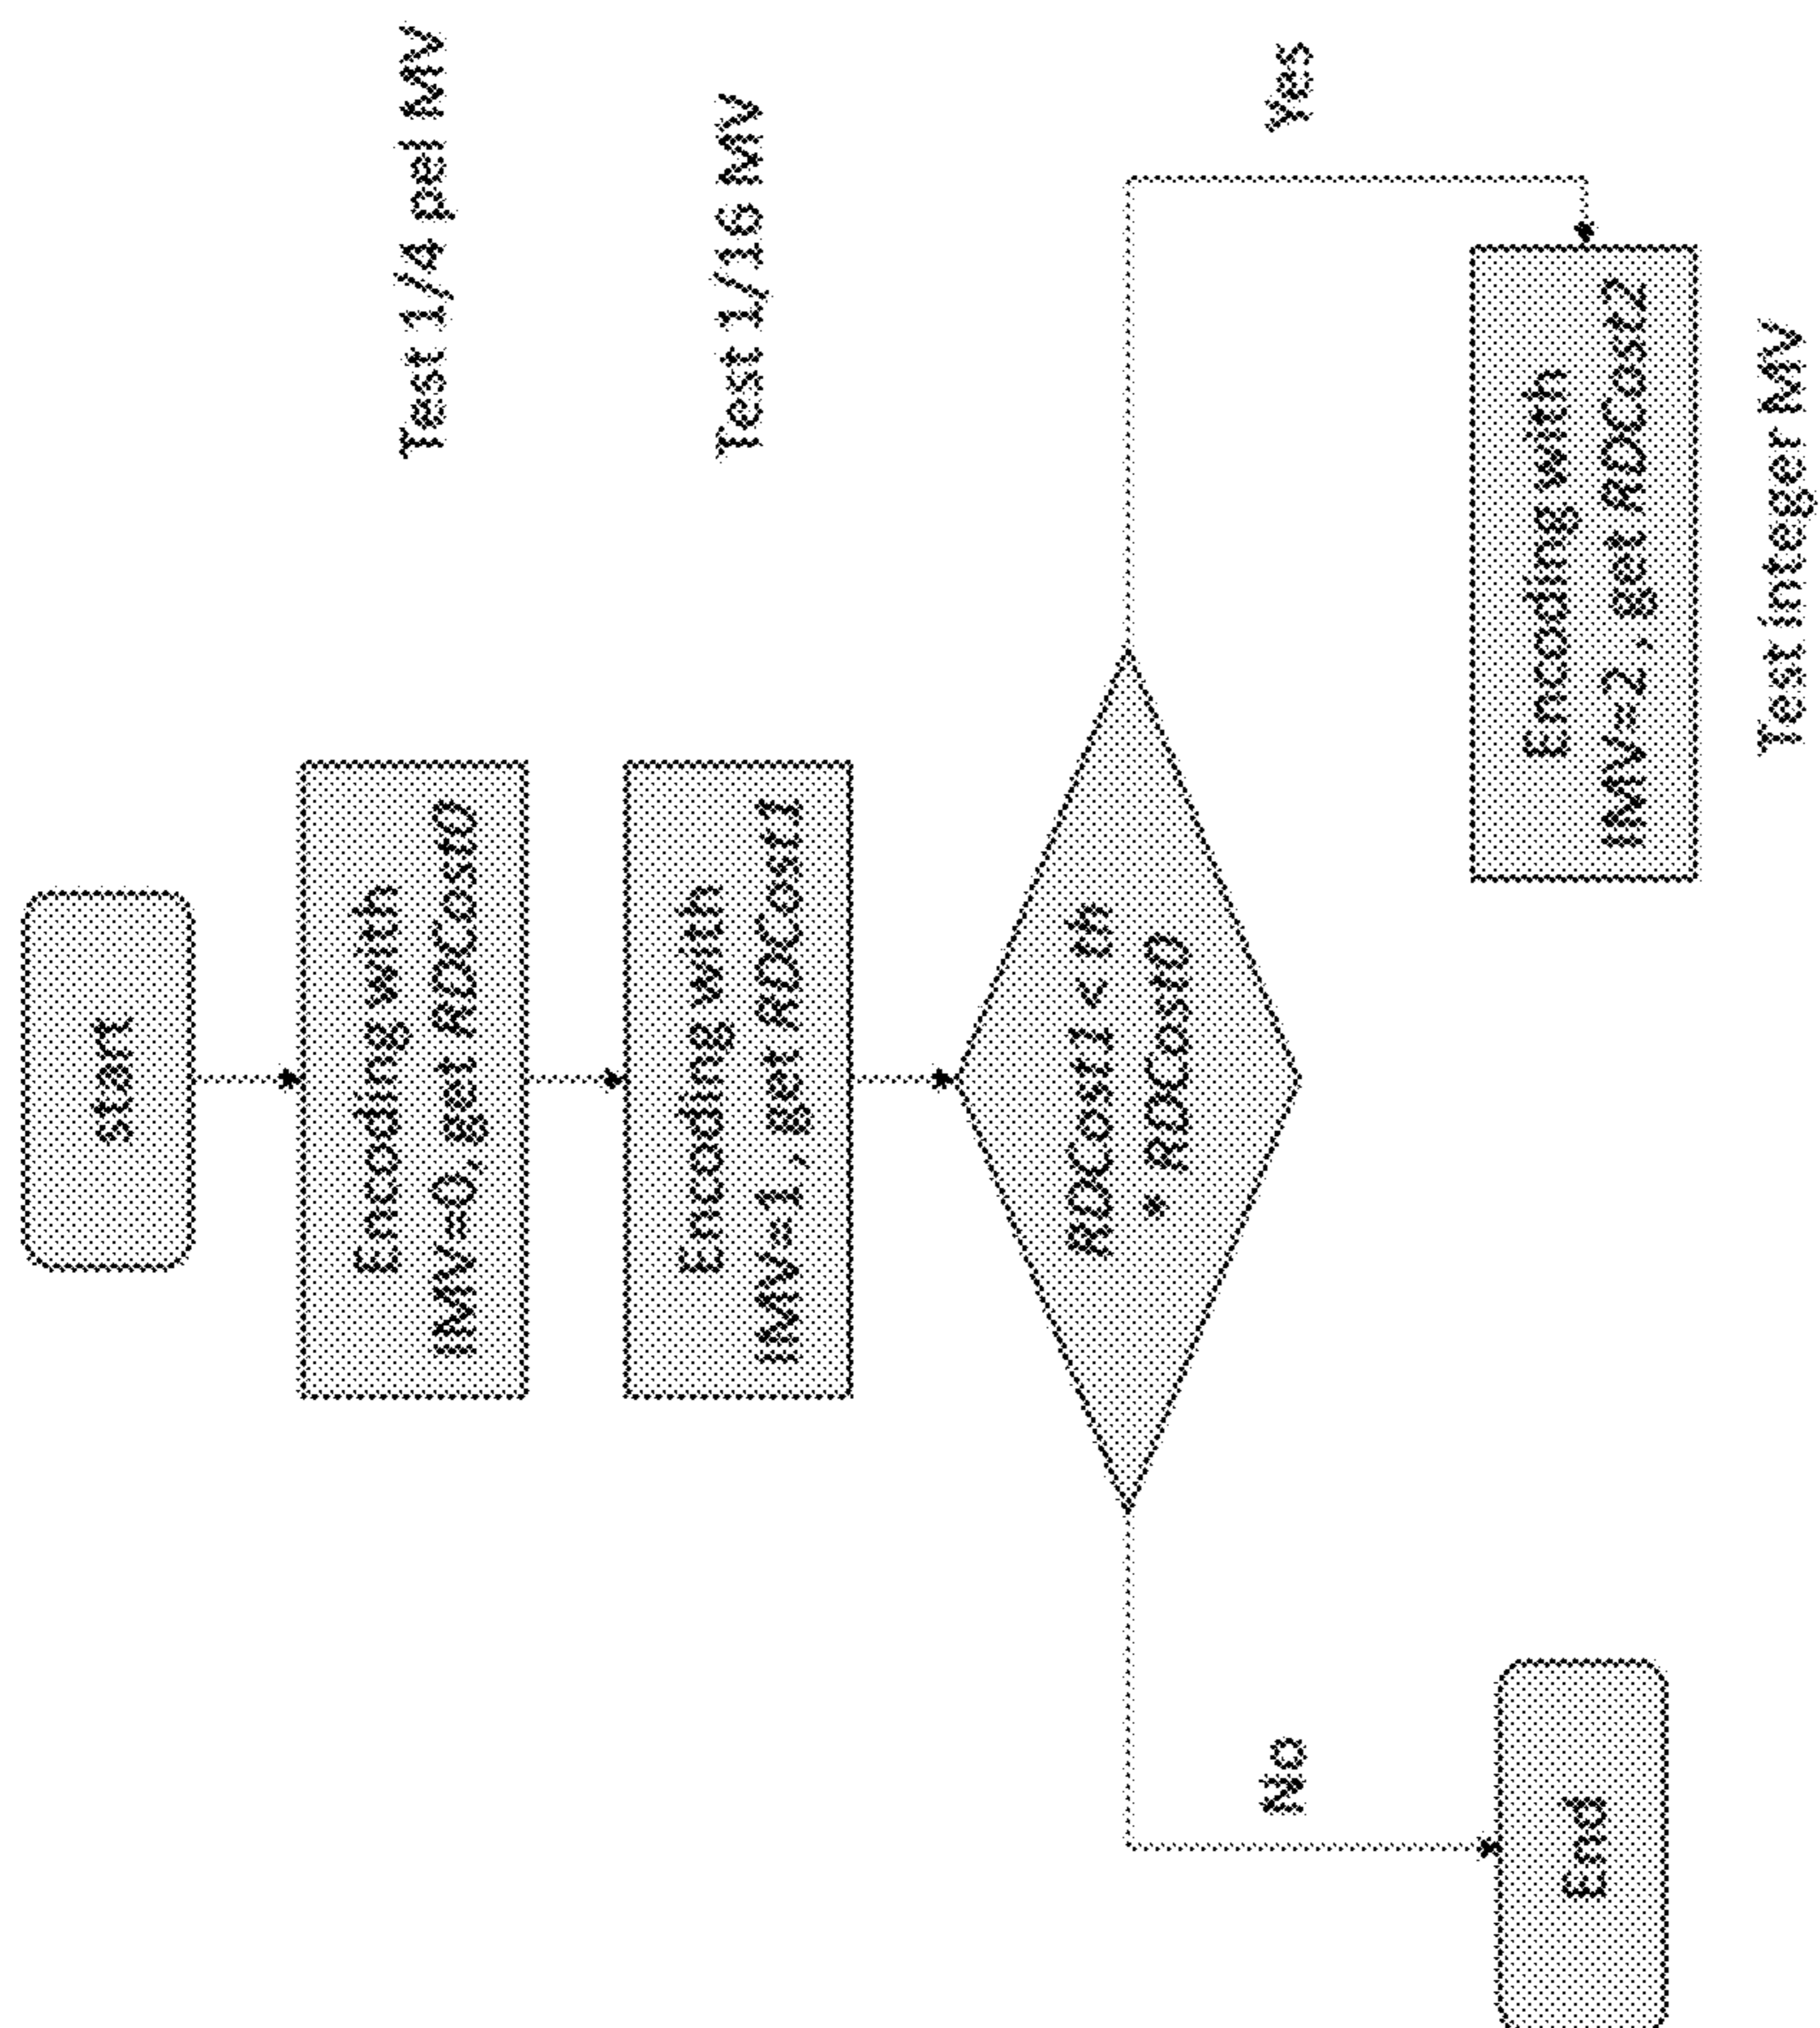 start
Encoding with
IMV=0, get RDCost0
Test 1/4 pel MV
Encoding with
IMV=1, get RDCost1
Test 1/16 MV
RDCost1 < th
* RDCost0
No
Yes
End
Encoding with
IMV=2, get RDCost2
Test integer MV